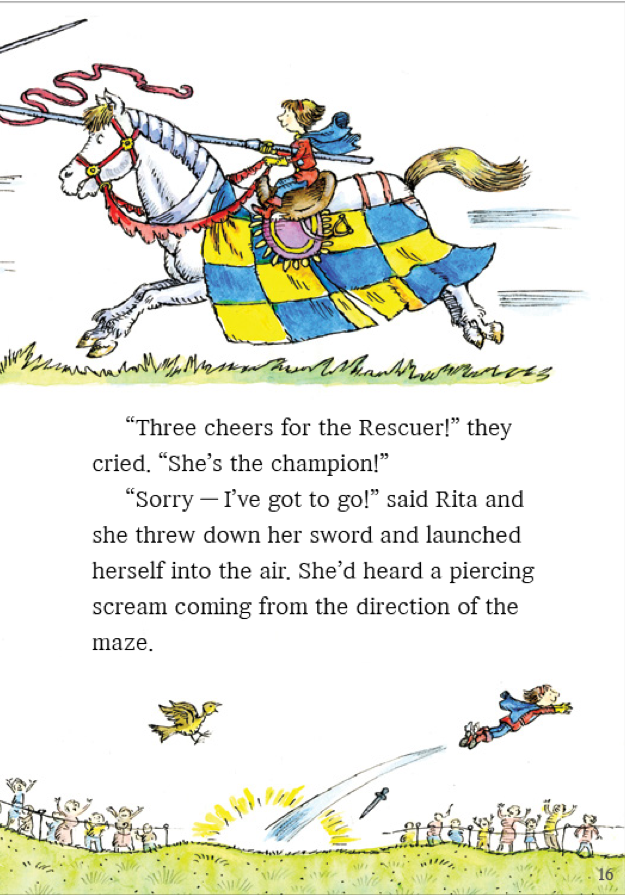 “Three cheers for the Rescuer!” they
cried. “She’s the champion!”
“Sorry — I’ve got to go!” said Rita and
she threw down her sword and launched
herself into the air. She’d heard a piercing
scream coming from the direction of the
maze.
16